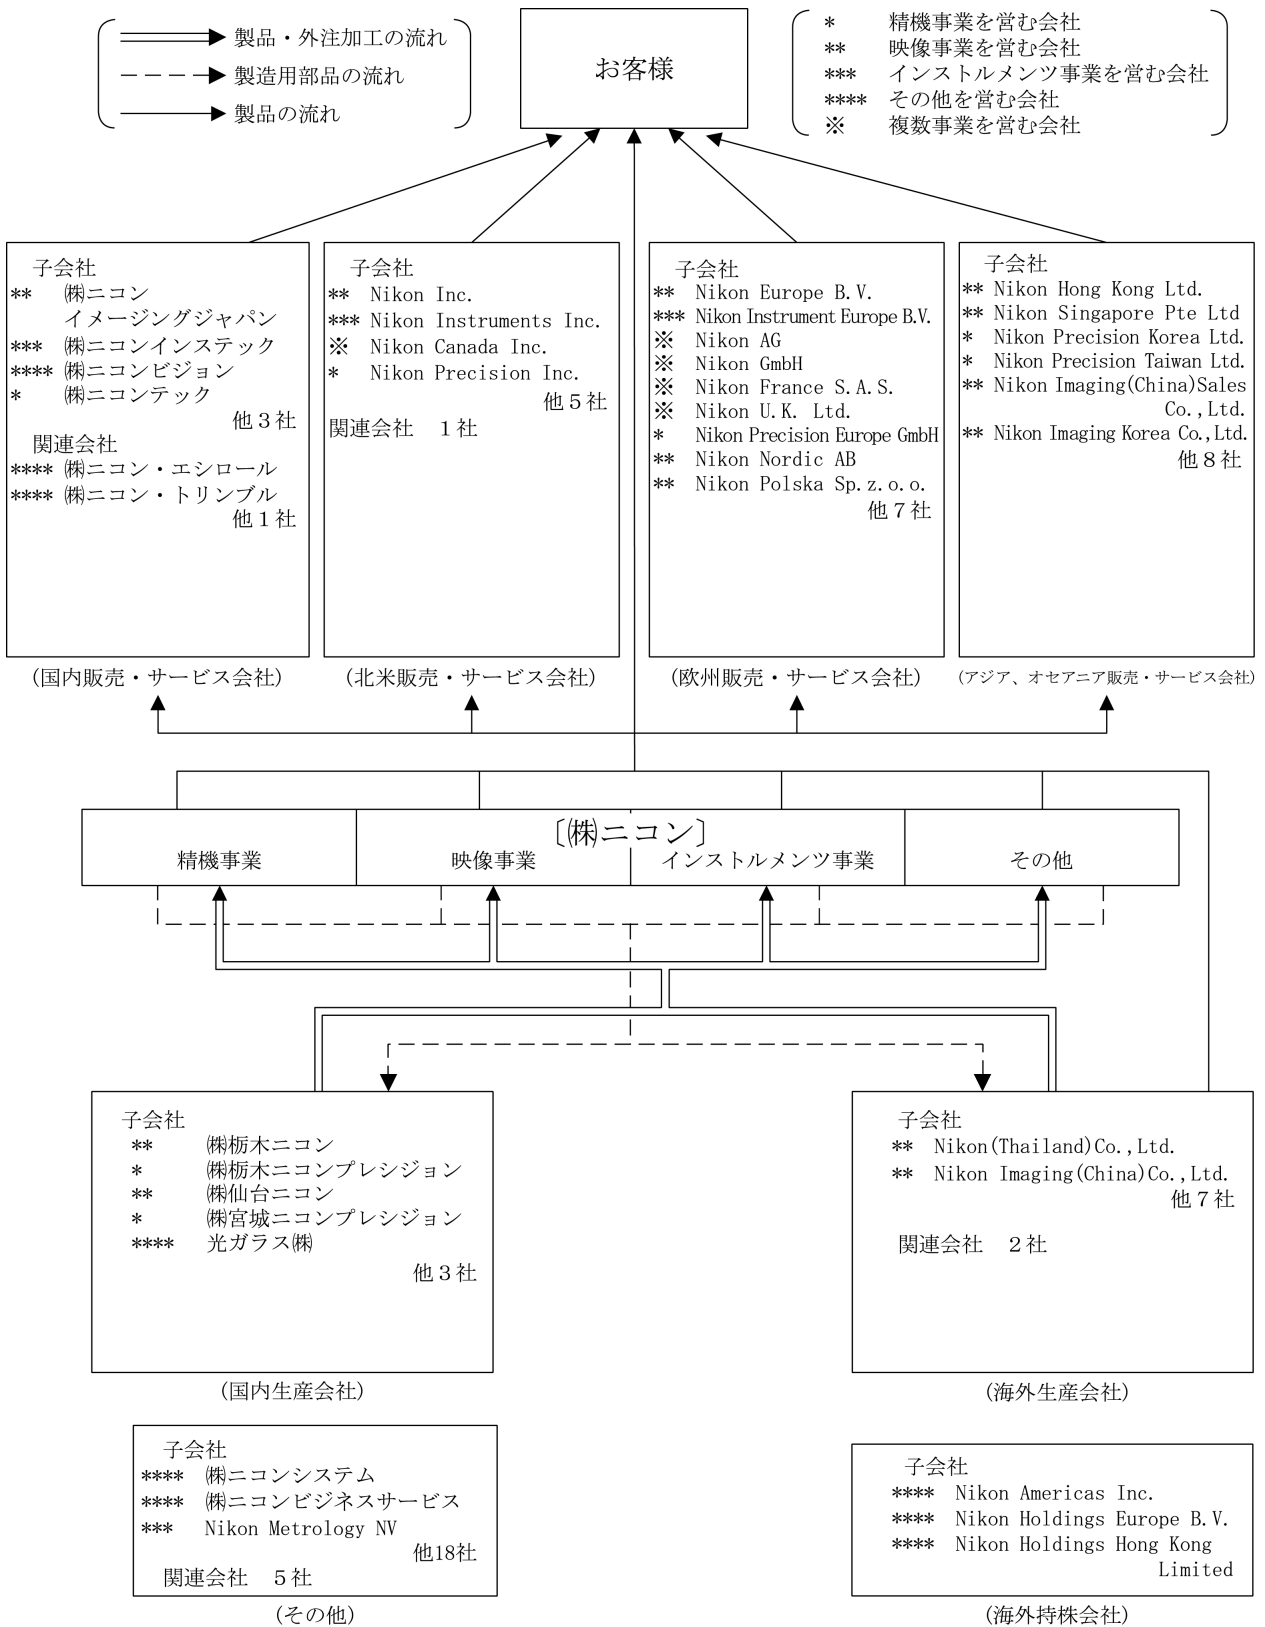 製品・外注加工の流れ
製造用部品の流れ
製品の流れ
お客様
* 精機事業を営む会社
** 映像事業を営む会社
*** インストルメンツ事業を営む会社
**** その他を営む会社
※ 複数事業を営む会社
子会社
** ㈱ニコン
イメージングジャパン
*** ㈱ニコンインステック
**** ㈱ニコンビジョン
* ㈱ニコンテック
他３社
関連会社
**** ㈱ニコン・エシロール
**** ㈱ニコン・トリンブル
他１社
(国内販売・サービス会社)
子会社
** Nikon Inc.
*** Nikon Instruments Inc.
※ Nikon Canada Inc.
* Nikon Precision Inc.
他５社
関連会社　１社
(北米販売・サービス会社)
子会社
** Nikon Europe B.V.
*** Nikon Instrument Europe B.V.
※ Nikon AG
※ Nikon GmbH
※ Nikon France S.A.S.
※ Nikon U.K. Ltd.
* Nikon Precision Europe GmbH
** Nikon Nordic AB
** Nikon Polska Sp.z.o.o.
他７社
(欧州販売・サービス会社)
子会社
** Nikon Hong Kong Ltd.
** Nikon Singapore Pte Ltd
* Nikon Precision Korea Ltd.
* Nikon Precision Taiwan Ltd.
** Nikon Imaging(China)Sales
Co.,Ltd.
** Nikon Imaging Korea Co.,Ltd.
他８社
(アジア、オセアニア販売・サービス会社)
〔㈱ニコン〕
精機事業
映像事業
インストルメンツ事業
その他
子会社
** ㈱栃木ニコン
* ㈱栃木ニコンプレシジョン
** ㈱仙台ニコン
* ㈱宮城ニコンプレシジョン
**** 光ガラス㈱
他３社
(国内生産会社)
子会社
** Nikon(Thailand)Co.,Ltd.
** Nikon Imaging(China)Co.,Ltd.
他７社
関連会社　２社
(海外生産会社)
子会社
**** ㈱ニコンシステム
**** ㈱ニコンビジネスサービス
*** Nikon Metrology NV
他18社
関連会社　５社
(その他)
子会社
**** Nikon Americas Inc.
**** Nikon Holdings Europe B.V.
**** Nikon Holdings Hong Kong
Limited
(海外持株会社)